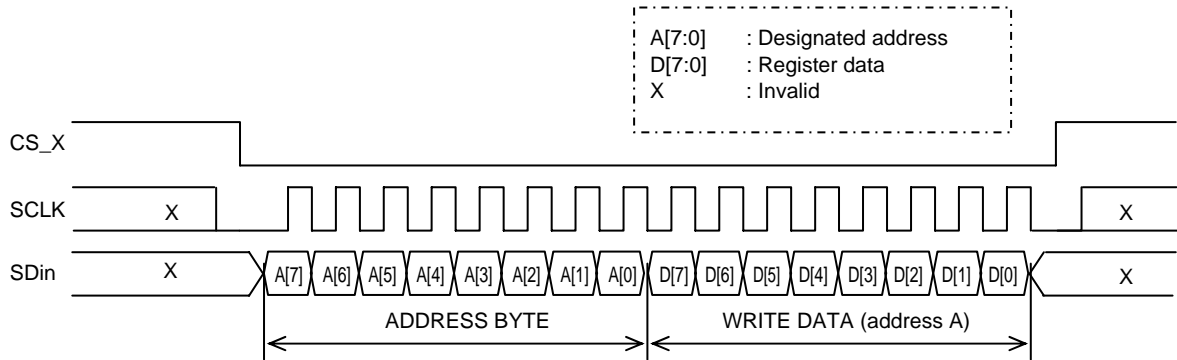 A[7:0] : Designated address
D[7:0] : Register data
X : Invalid
CS_X
SCLK X X
SDin X A[7] A[6] A[5] A[4] A[3] A[2] A[1] A[0] D[7] D[6] D[5] D[4] D[3] D[2] D[1] D[0] X
ADDRESS BYTE WRITE DATA (address A)